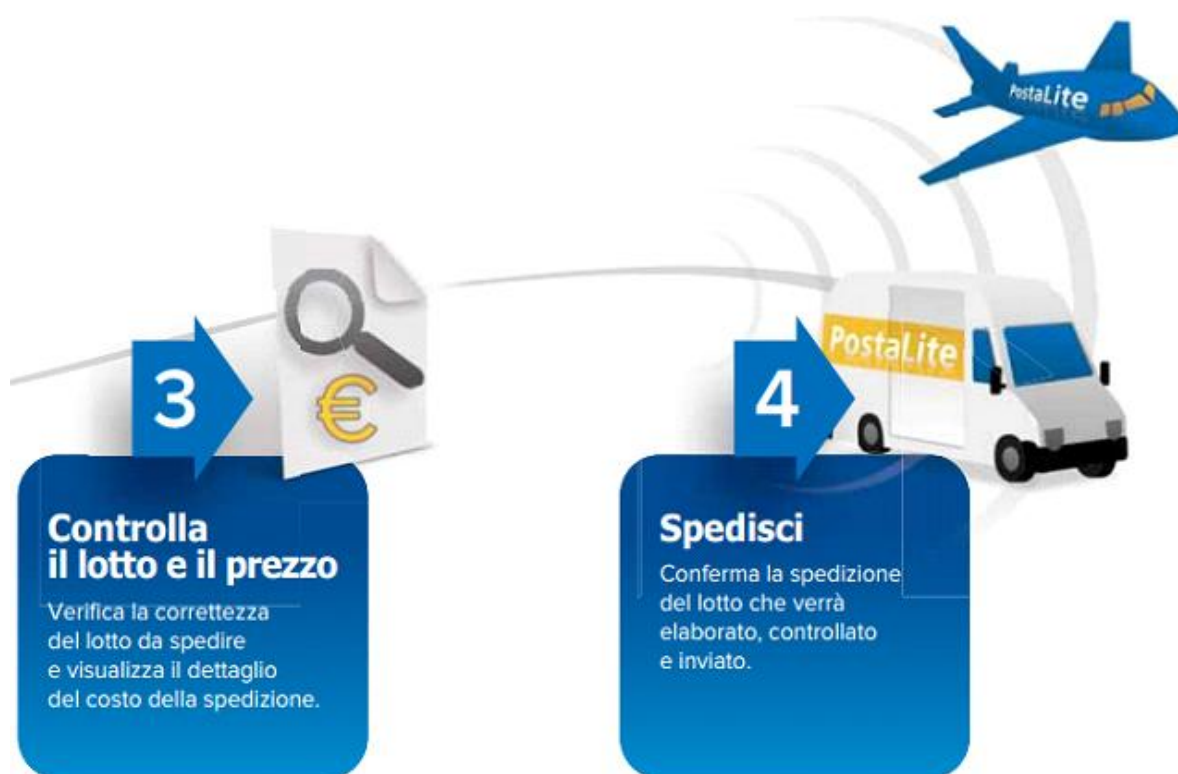 PostaLite
PostaLite
3
€
4
Controlla
il lotto e il prezzo
Verifica la correttezza
del lotto da spedire
e visualizza il dettaglio
del costo della spedizione.
Spedisci
Conferma la spedizione
del lotto che verrà
elaborato, controllato
e inviato.